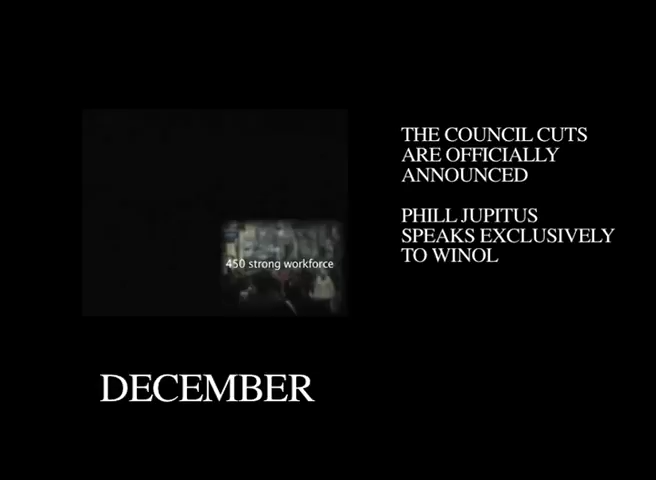 THE COUNCIL CUTS
ARE OFFICIALLY
ANNOUNCED
PHILL JUPITUS
SPEAKS EXCLUSIVELY
TO WINOL
450 strong workforce
DECEMBER